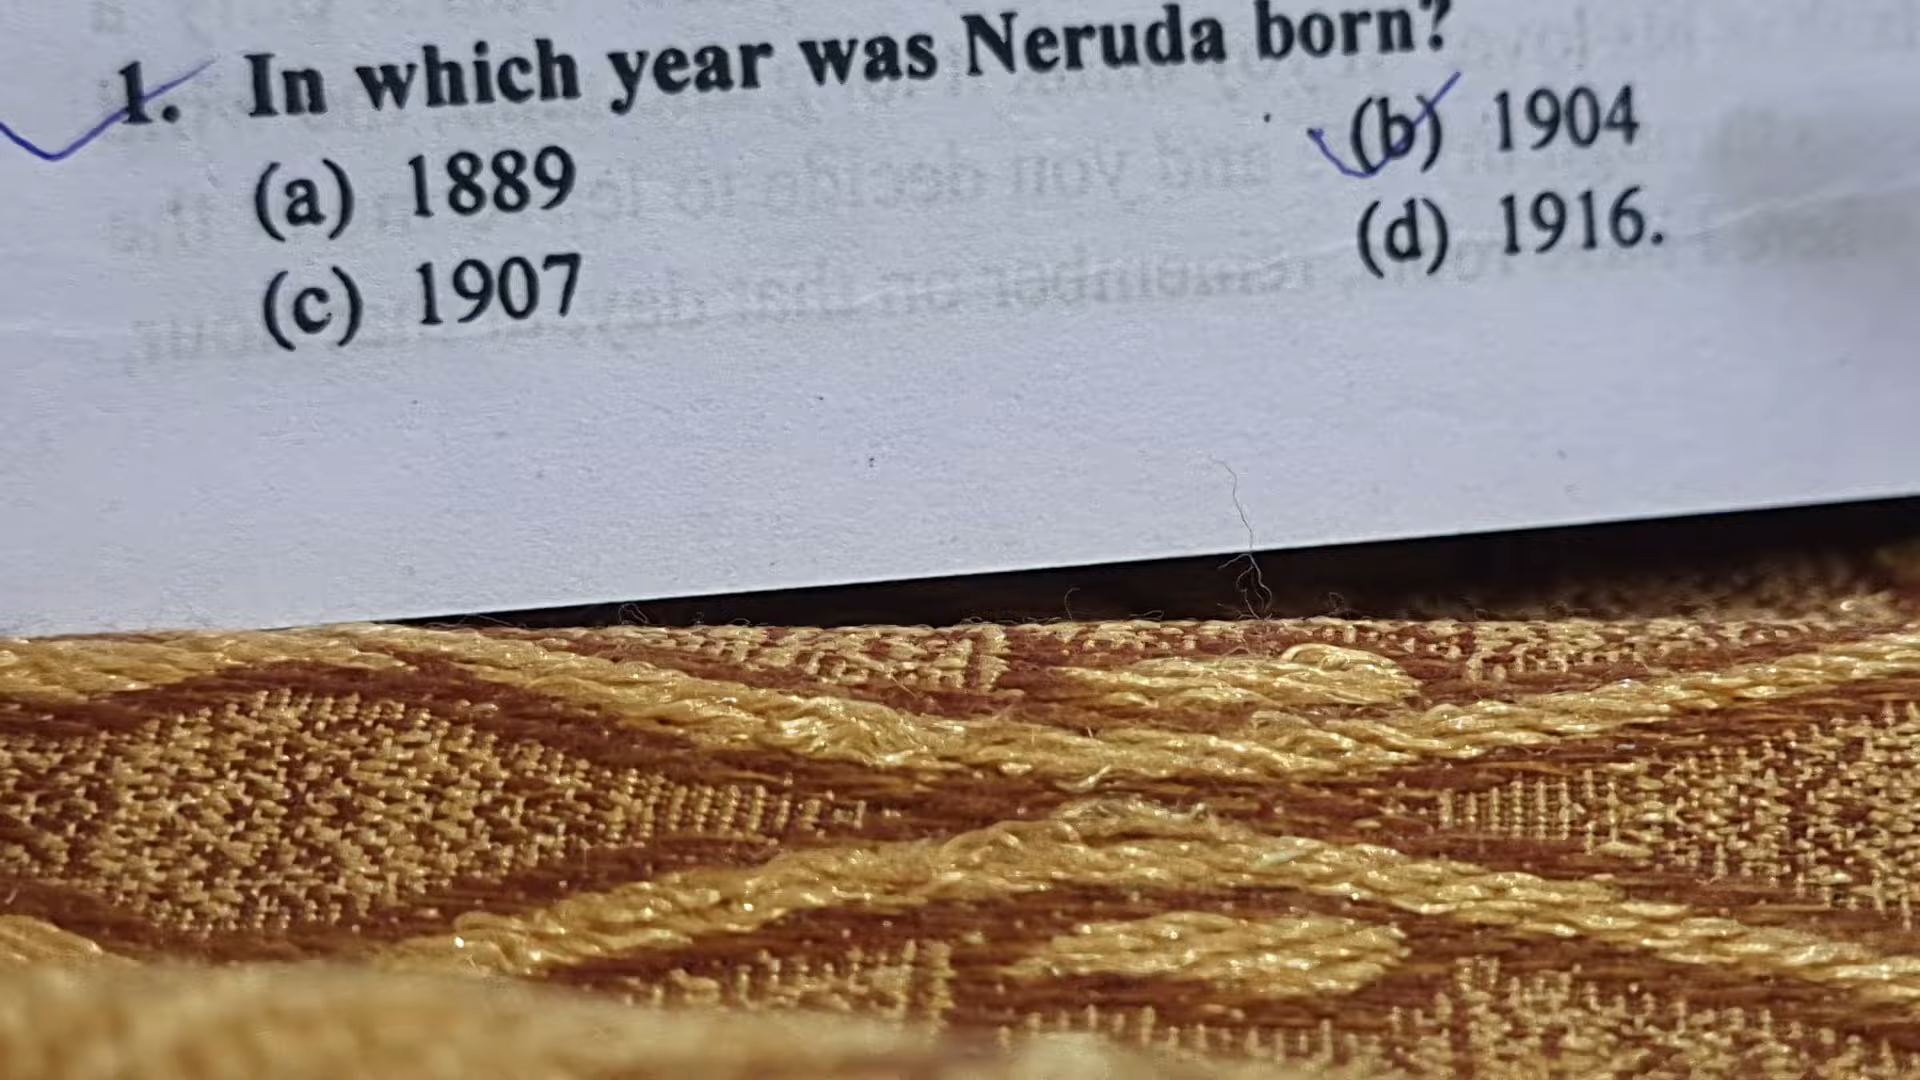 1. In which year was Neruda born?
(a) 1889 (b) 1904
(c) 1907 (d) 1916.